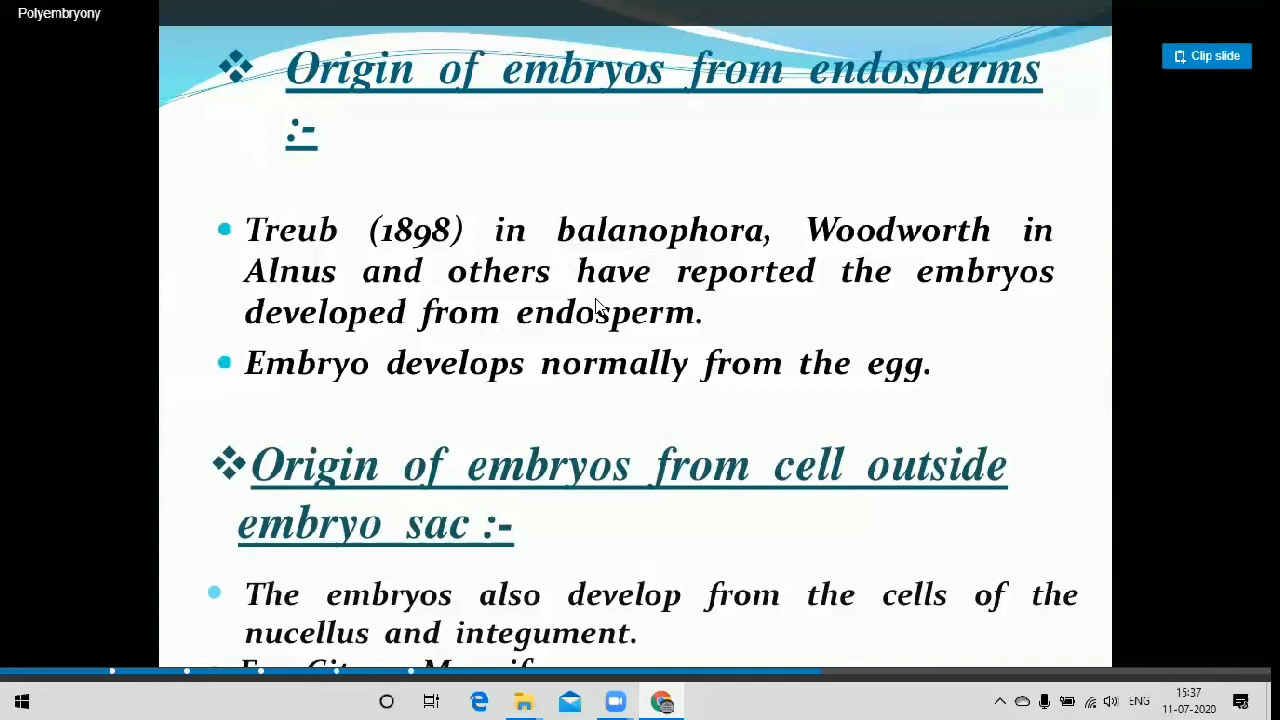 Polyembryony
Clip slide
❖ Origin of embryos from endosperms
:-
• Treub (1898) in balanophora, Woodworth in
Alnus and others have reported the embryos
developed from endosperm.
• Embryo develops normally from the egg.
❖Origin of embryos from cell outside
embryo sac :-
• The embryos also develop from the cells of the
nucellus and integument.
ENG
15:37
11-07-2020